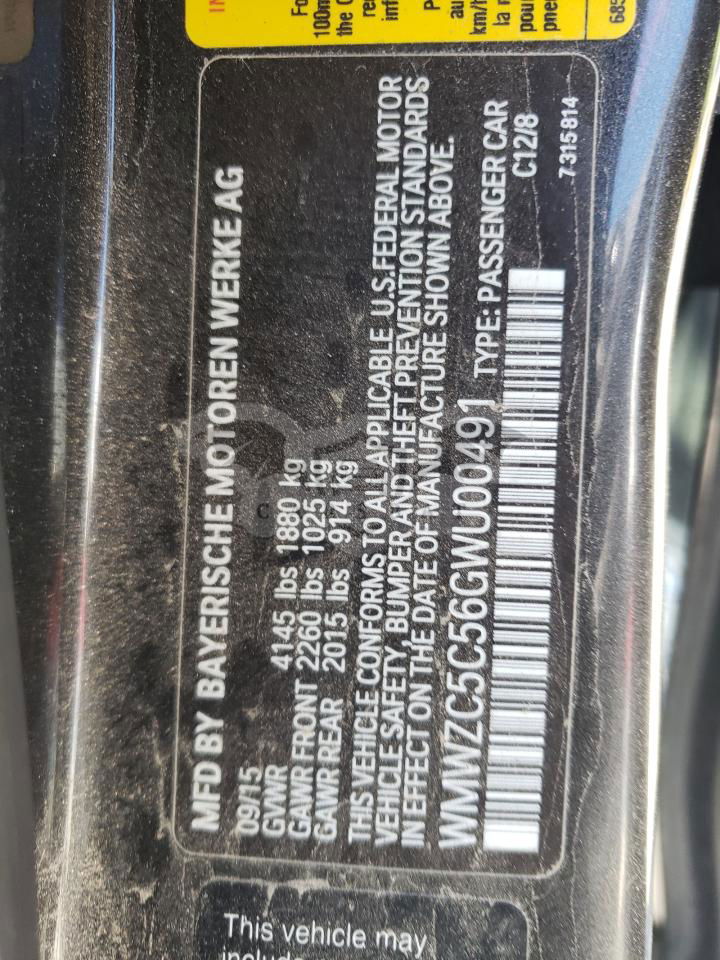 MFD BY BAYERISCHE MOTOREN WERKE AG
09/15
GVWR 4145 lbs 1880 kg
GAWR FRONT 2260 lbs 1025 kg
GAWR REAR 2015 lbs 914 kg
THIS VEHICLE CONFORMS TO ALL APPLICABLE U.S.FEDERAL MOTOR
VEHICLE SAFETY, BUMPER AND THEFT PREVENTION STANDARDS
IN EFFECT ON THE DATE OF MANUFACTURE SHOWN ABOVE.
WMWZC5C56GWU00491 TYPE: PASSENGER CAR
C12/8
7 315 814
This vehicle may